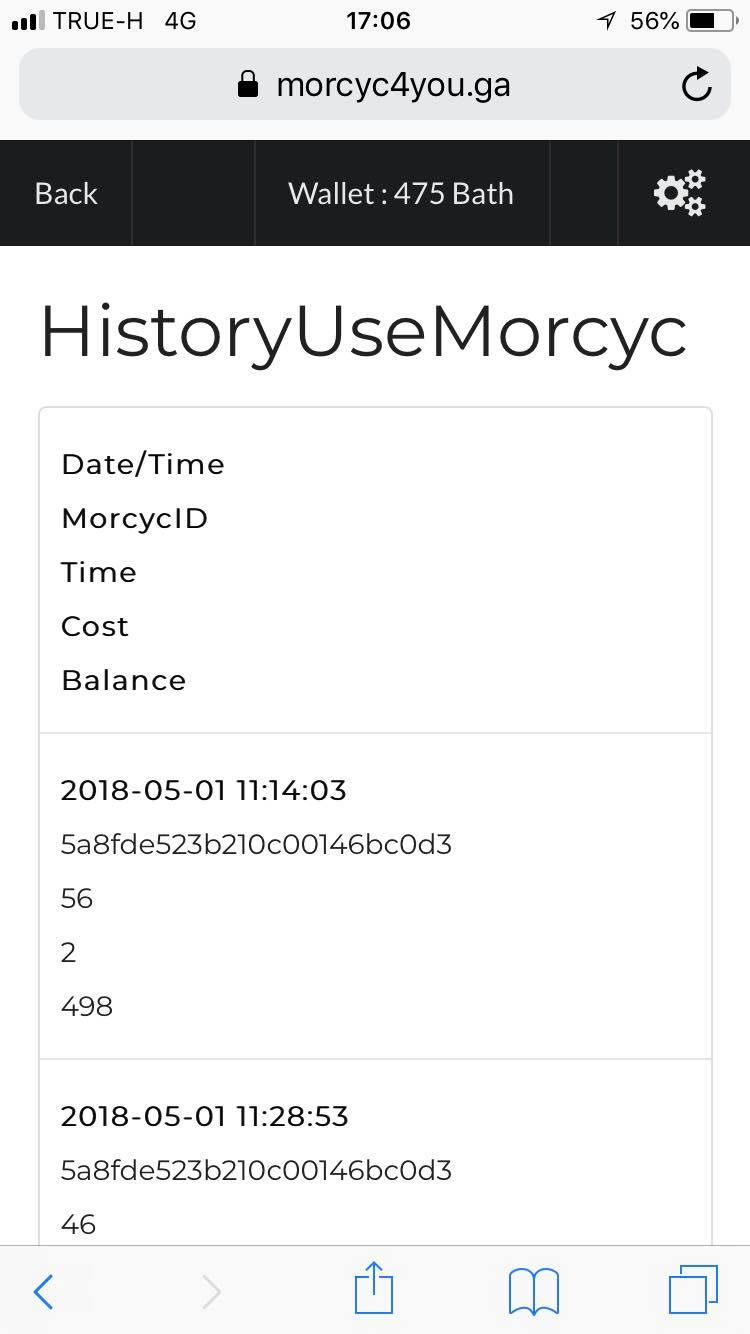 TRUE-H 4G 17:06 56%
morcyc4you.ga
Back Wallet : 475 Bath
HistoryUseMorcyc
Date/Time
MorcycID
Time
Cost
Balance
2018-05-01 11:14:03
5a8fde523b210c00146bc0d3
56
2
498
2018-05-01 11:28:53
5a8fde523b210c00146bc0d3
46